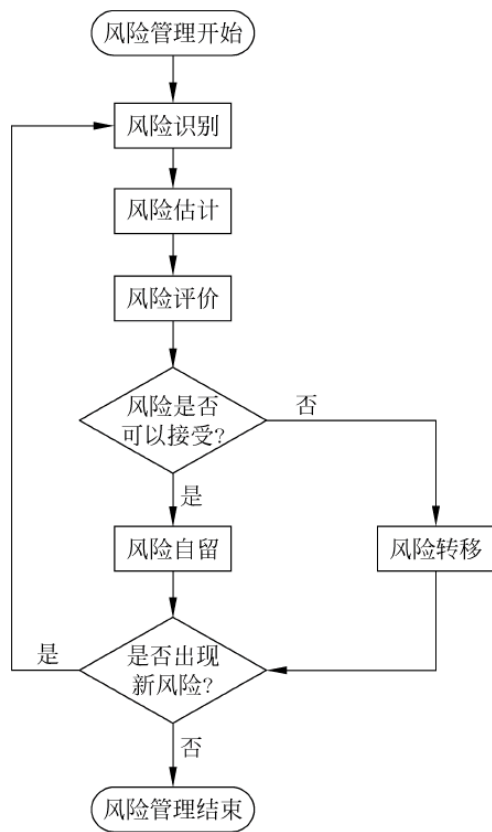 风险管理开始
风险识别
风险估计
风险评价
风险是否
可以接受?
否
是
风险自留
风险转移
是否出现
新风险?
是
否
风险管理结束